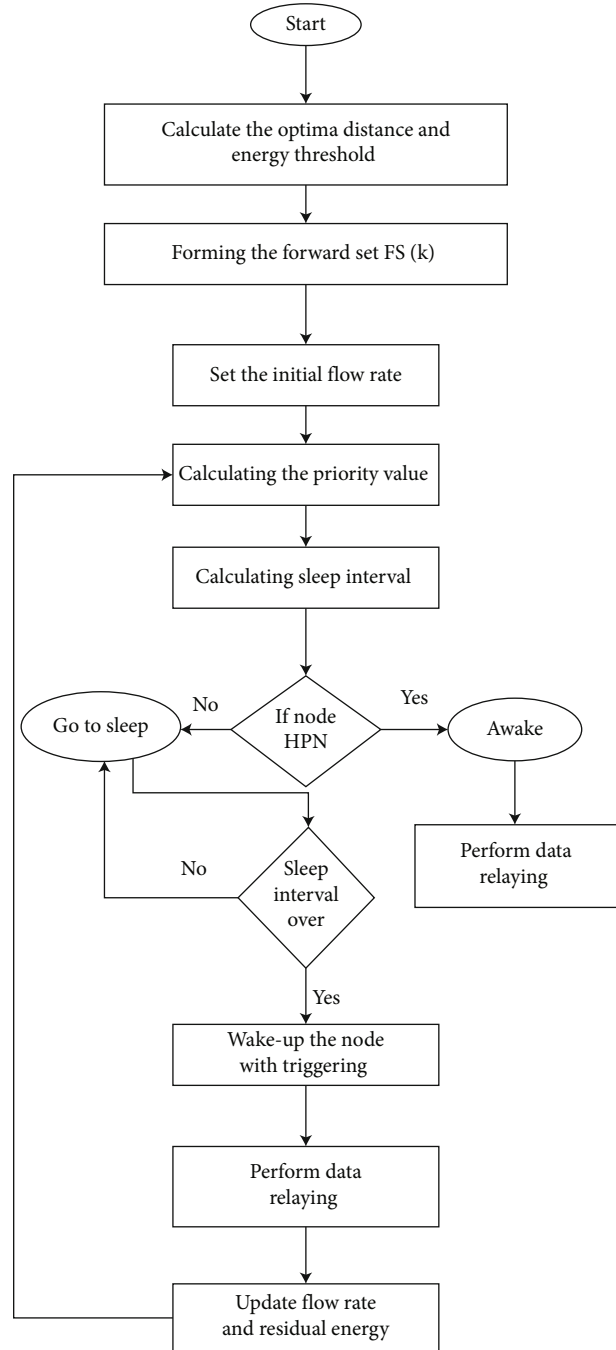 Start
Calculate the optima distance and
energy threshold
Forming the forward set FS (k)
Set the initial flow rate
Calculating the priority value
Calculating sleep interval
No
Yes
Go to sleep
If node
HPN
Awake
Perform data
relaying
No
Sleep
interval
over
Yes
Wake-up the node
with triggering
Perform data
relaying
Update flow rate
and residual energy